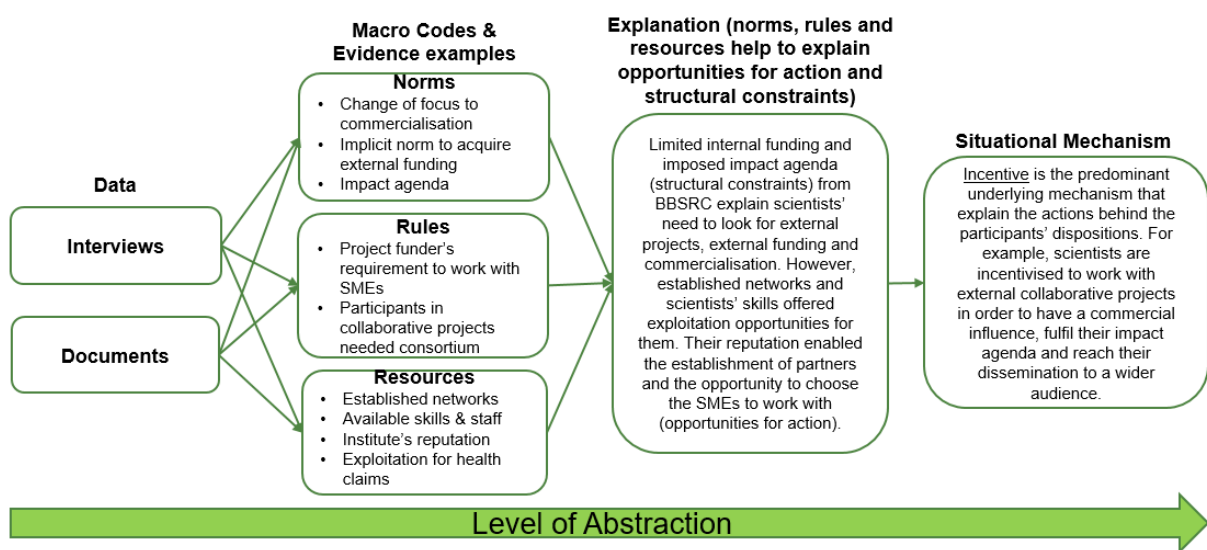 Data
Interviews
Documents
Macro Codes &
Evidence examples
Norms
• Change of focus to
commercialisation
• Implicit norm to acquire
external funding
• Impact agenda
Rules
• Project funder's
requirement to work with
SMEs
• Participants in
collaborative projects
needed consortium
Resources
• Established networks
• Available skills & staff
• Institute's reputation
• Exploitation for health
claims
Explanation (norms, rules and
resources help to explain
opportunities for action and
structural constraints)
Limited internal funding and
imposed impact agenda
(structural constraints) from
BBSRC explain scientists'
need to look for external
projects, external funding and
commercialisation. However,
established networks and
scientists' skills offered
exploitation opportunities for
them. Their reputation enabled
the establishment of partners
and the opportunity to choose
the SMEs to work with
(opportunities for action).
Situational Mechanism
Incentive is the predominant
underlying mechanism that
explain the actions behind the
participants' dispositions. For
example, scientists are
incentivised to work with
external collaborative projects
in order to have a commercial
influence, fulfil their impact
agenda and reach their
dissemination to a wider
audience.
Level of Abstraction